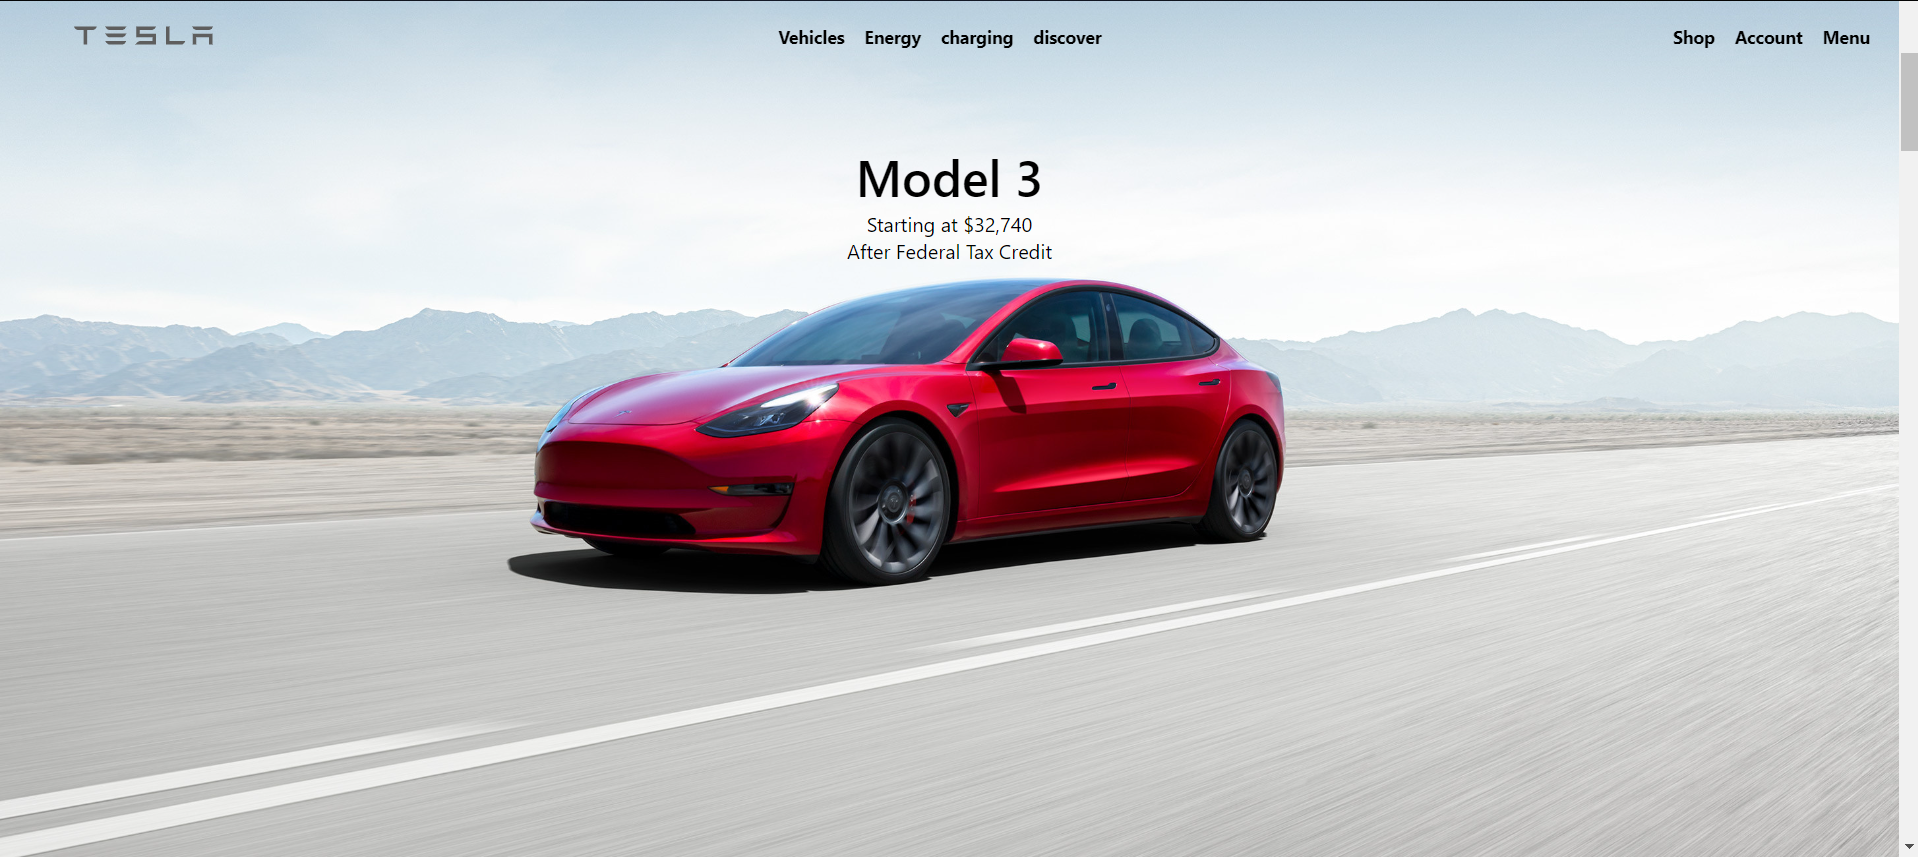 TESLA
Vehicles Energy charging discover
Shop Account Menu
Model 3
Starting at $32,740
After Federal Tax Credit